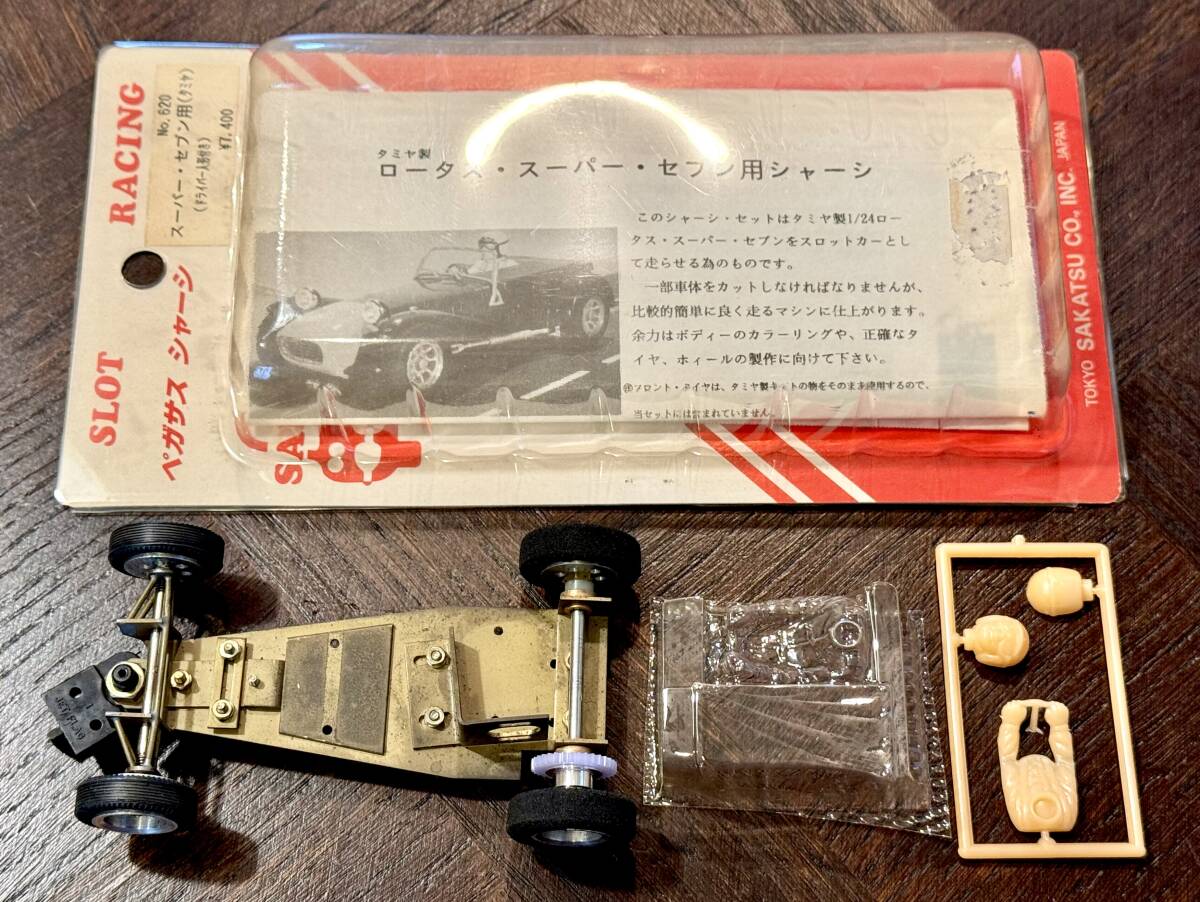 SLOT RACING
ペガサス シャーシ
No.620
スーパー・セブン用(タミヤ)
(ドライバー人形付き)
¥7,400
タミヤ製
ロータス・スーパー・セブン用シャーシ
このシャーシ・セットはタミヤ製1/24ロー
タス・スーパー・セブンをスロットカーとし
て走らせる為のものです。
一部車体をカットしなければなりませんが、
比較的簡単に良く走るマシンに仕上がります。
余力はボディーのカラーリングや、正確なタ
イヤ、ホィールの製作に向けて下さい。
フロント・タイヤは、タミヤ製キットの物をそのまま使用するので、
当セットには含まれていません。
SA
TOKYO SAKATSU CO., INC. JAPAN